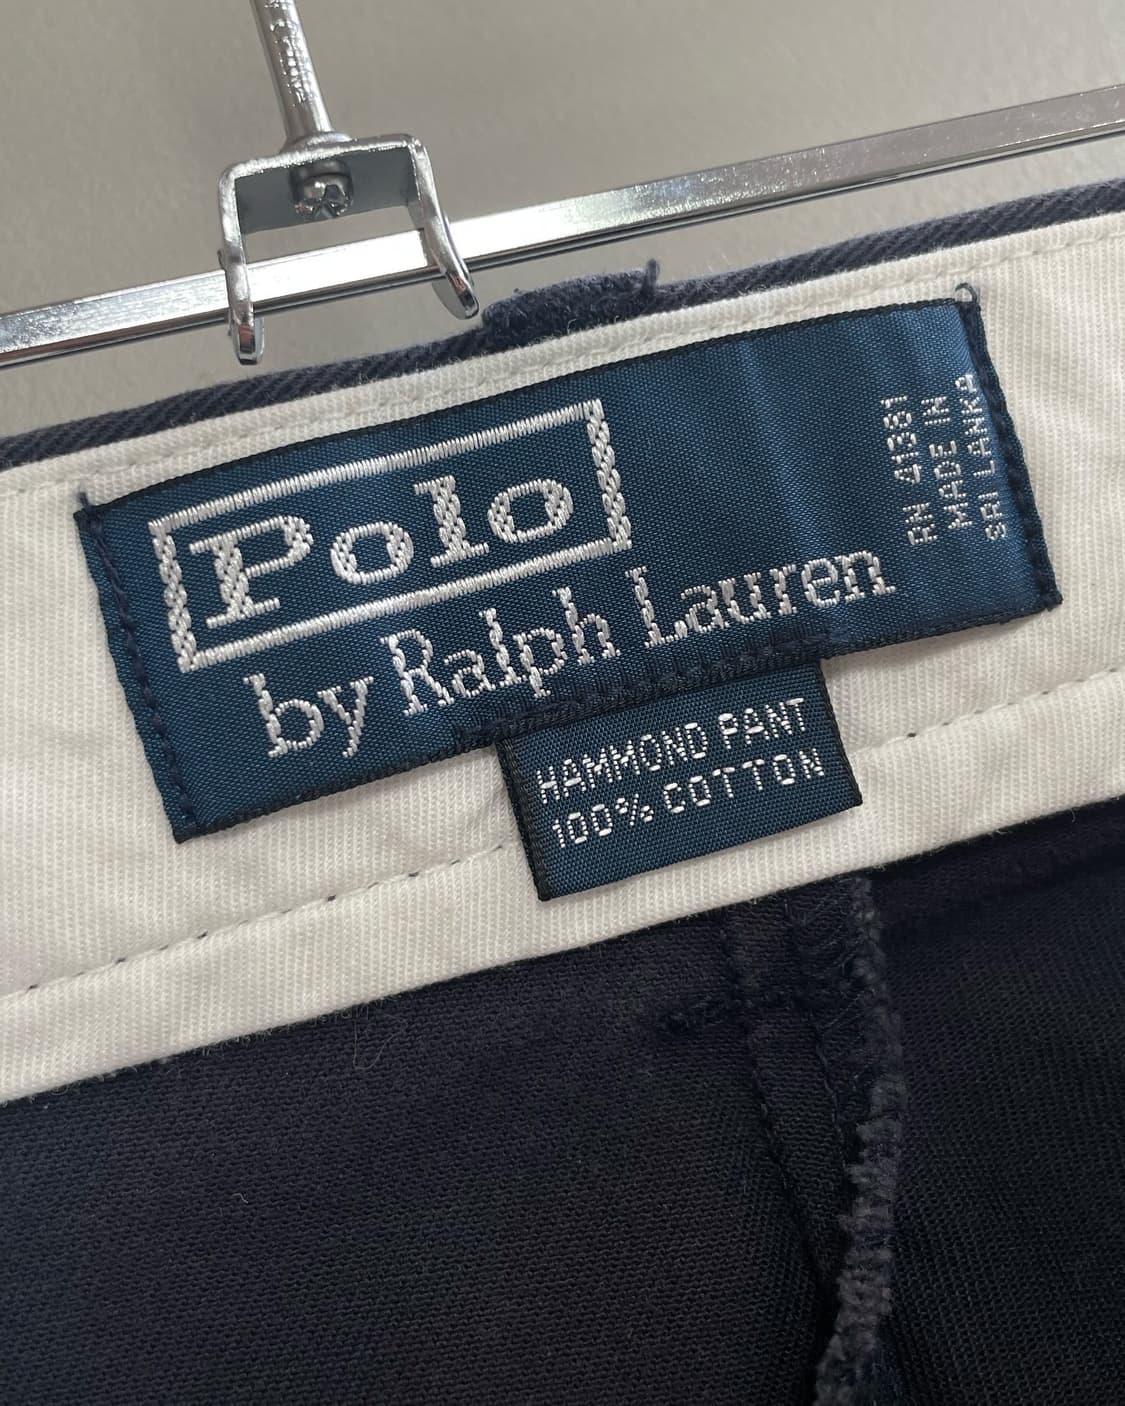 Polo
by Ralph Lauren
RN 41381
MADE IN
SRI LANKA
HAMMOND PANT
100% COTTON